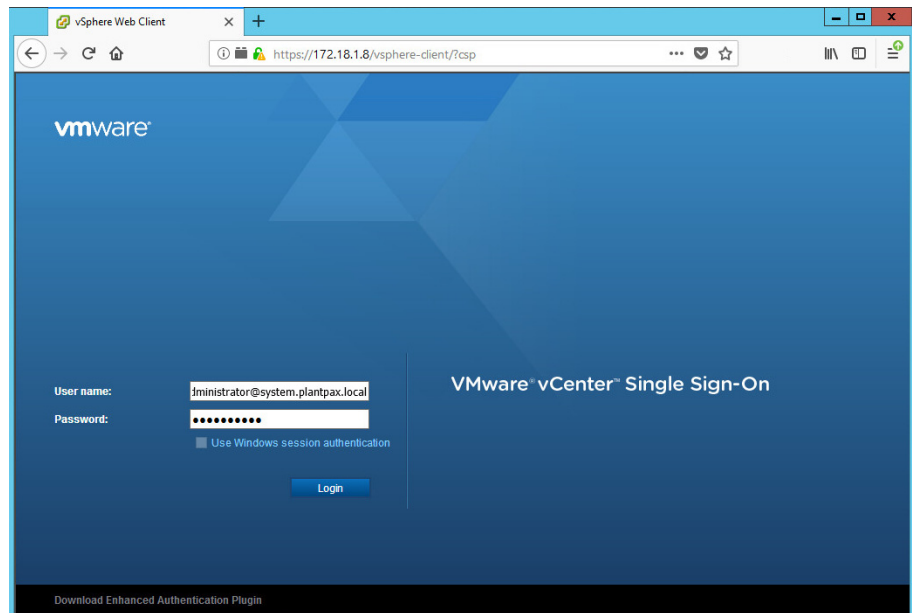 vSphere Web Client
https://172.18.1.8/vsphere-client/?csp
vmware®
User name:
dministrator@system.plantpax.local
Password:
••••••••••
Use Windows session authentication
Login
VMware® vCenter™ Single Sign-On
Download Enhanced Authentication Plugin